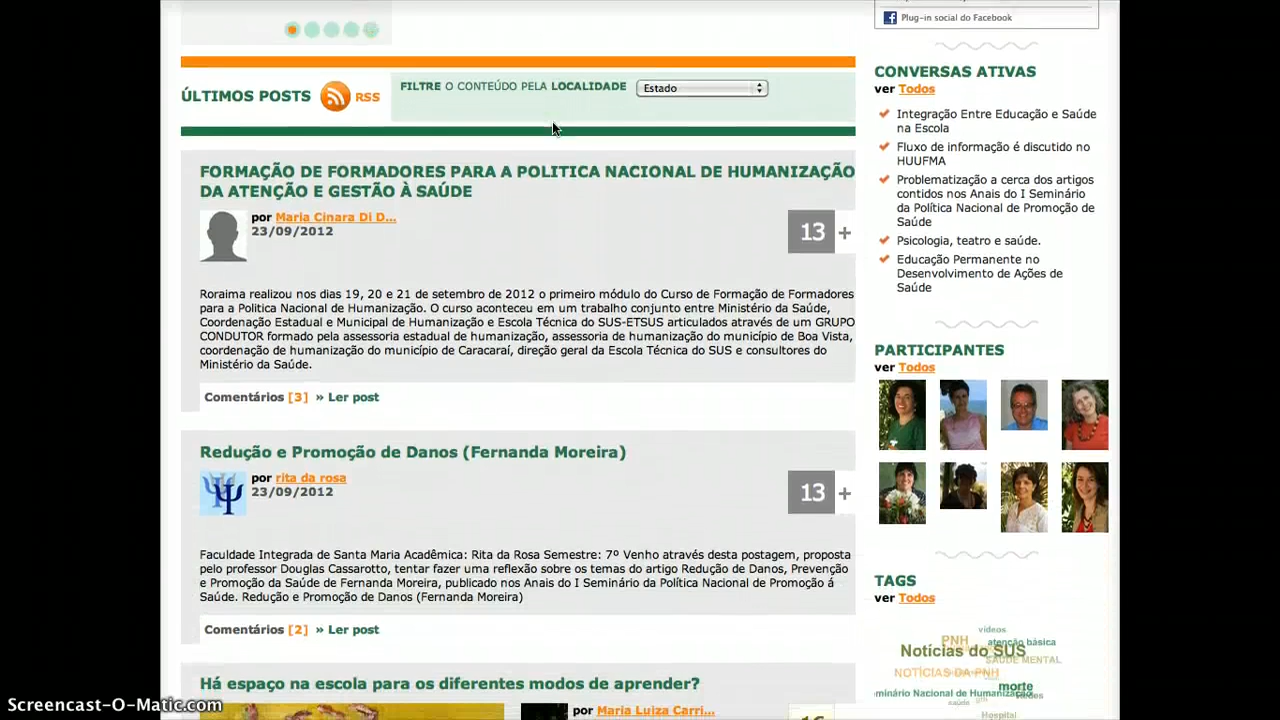 Plug-in social do Facebook
ÚLTIMOS POSTS
RSS
FILTRE O CONTEÚDO PELA LOCALIDADE
Estado
FORMAÇÃO DE FORMADORES PARA A POLITICA NACIONAL DE HUMANIZAÇÃO
DA ATENÇÃO E GESTÃO À SAÚDE
por Maria Cinara Di D...
23/09/2012
13 +
Roraima realizou nos dias 19, 20 e 21 de setembro de 2012 o primeiro módulo do Curso de Formação de Formadores
para a Politica Nacional de Humanização. O curso aconteceu em um trabalho conjunto entre Ministério da Saúde,
Coordenação Estadual e Municipal de Humanização e Escola Técnica do SUS-ETSUS articulados através de um GRUPO
CONDUTOR formado pela assessoria estadual de humanização, assessoria de humanização do município de Boa Vista,
coordenação de humanização do município de Caracaraí, direção geral da Escola Técnica do SUS e consultores do
Ministério da Saúde.
Comentários [3] » Ler post
Redução e Promoção de Danos (Fernanda Moreira)
por rita da rosa
23/09/2012
13 +
Faculdade Integrada de Santa Maria Acadêmica: Rita da Rosa Semestre: 7º Venho através desta postagem, proposta
pelo professor Douglas Cassarotto, tentar fazer uma reflexão sobre os temas do artigo Redução de Danos, Prevenção
e Promoção da Saúde de Fernanda Moreira, publicado nos Anais do I Seminário da Política Nacional de Promoção á
Saúde. Redução e Promoção de Danos (Fernanda Moreira)
Comentários [2] » Ler post
Há espaço na escola para os diferentes modos de aprender?
por Maria Luiza Carri...
CONVERSAS ATIVAS
ver Todos
Integração Entre Educação e Saúde
na Escola
Fluxo de informação é discutido no
HUUFMA
Problematização a cerca dos artigos
contidos nos Anais do I Seminário
da Política Nacional de Promoção de
Saúde
Psicologia, teatro e saúde.
Educação Permanente no
Desenvolvimento de Ações de
Saúde
PARTICIPANTES
ver Todos
TAGS
ver Todos
vídeos
PNH atenção básica
Notícias do SUS
SAÚDE MENTAL
NOTÍCIAS DA PNH
morte
Redes
saúde
Hospital
Screencast-O-Matic.com